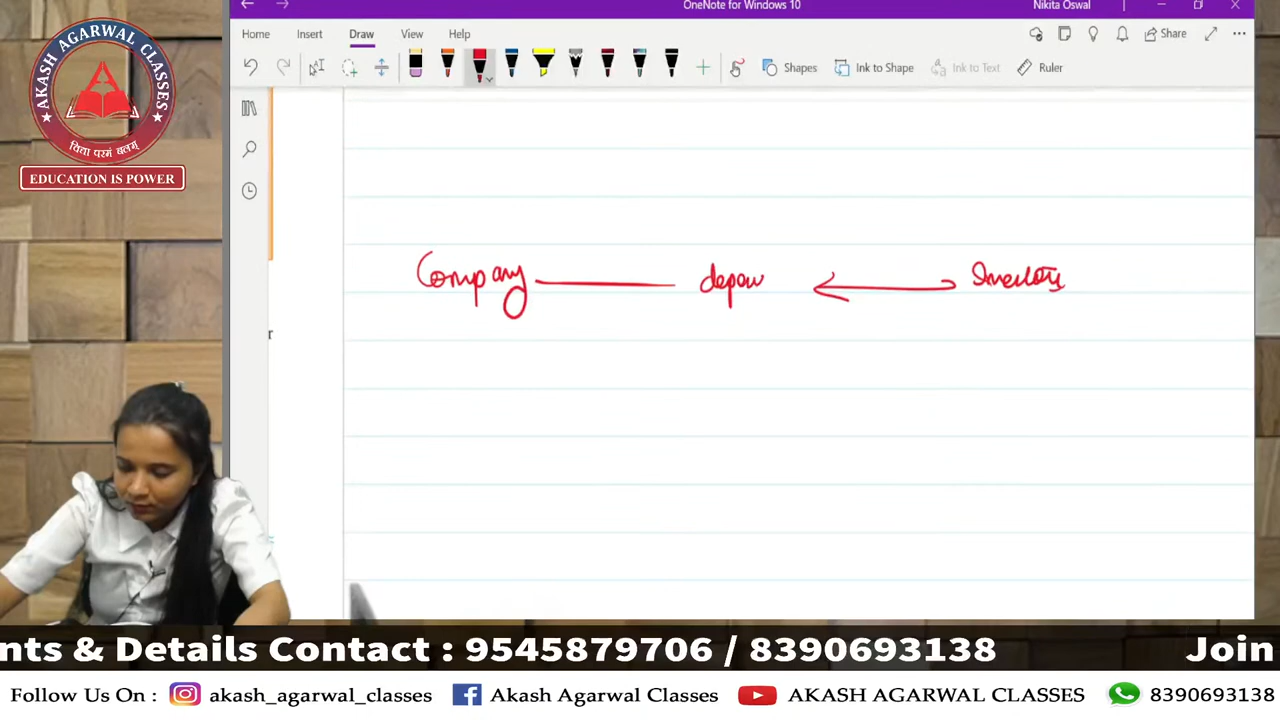 OneNote for Windows 10
Nikita Oswal
AKASH AGARWAL CLASSES
विद्या परमं बलम्
EDUCATION IS POWER
Home Insert Draw View Help Share
Shapes Ink to Shape Ink to Text Ruler
Company depos Investors
r
nts & Details Contact : 9545879706 / 8390693138 Join
Follow Us On : akash_agarwal_classes Akash Agarwal Classes AKASH AGARWAL CLASSES 8390693138